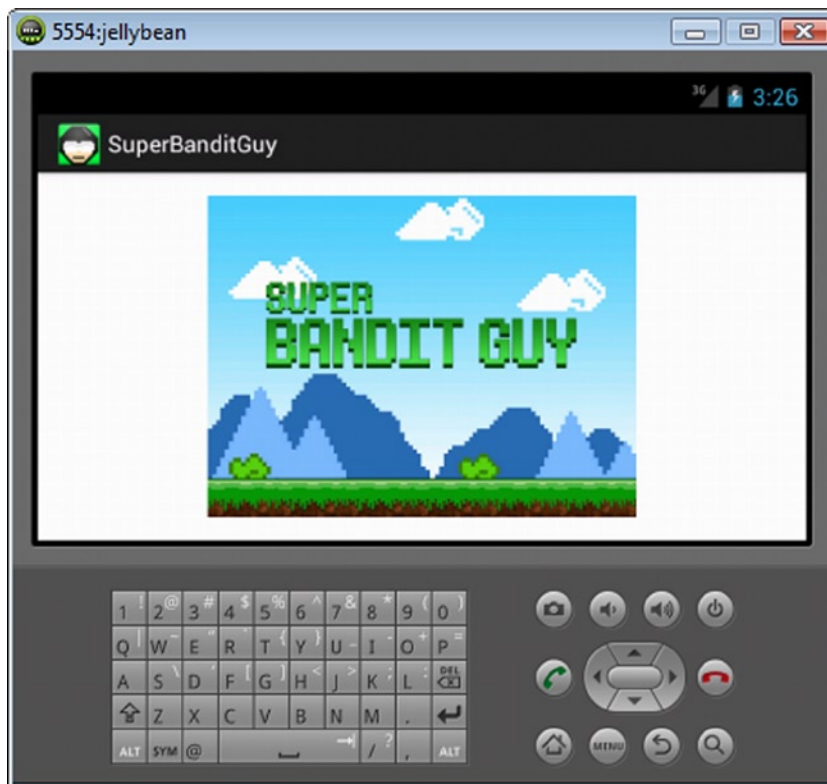 5554:jellybean
3G 3:26
SuperBanditGuy
SUPER
BANDIT GUY
1 ! 2 @ 3 # 4 $ 5 % 6 ^ 7 & 8 * 9 ( 0 )
Q | W ~ E " R ` T { Y } U _ I - O + P =
A S \ D ' F [ G ] H < J > K ; L : DEL
Z X C V B N M .
ALT SYM @ / ? , ALT
MENU